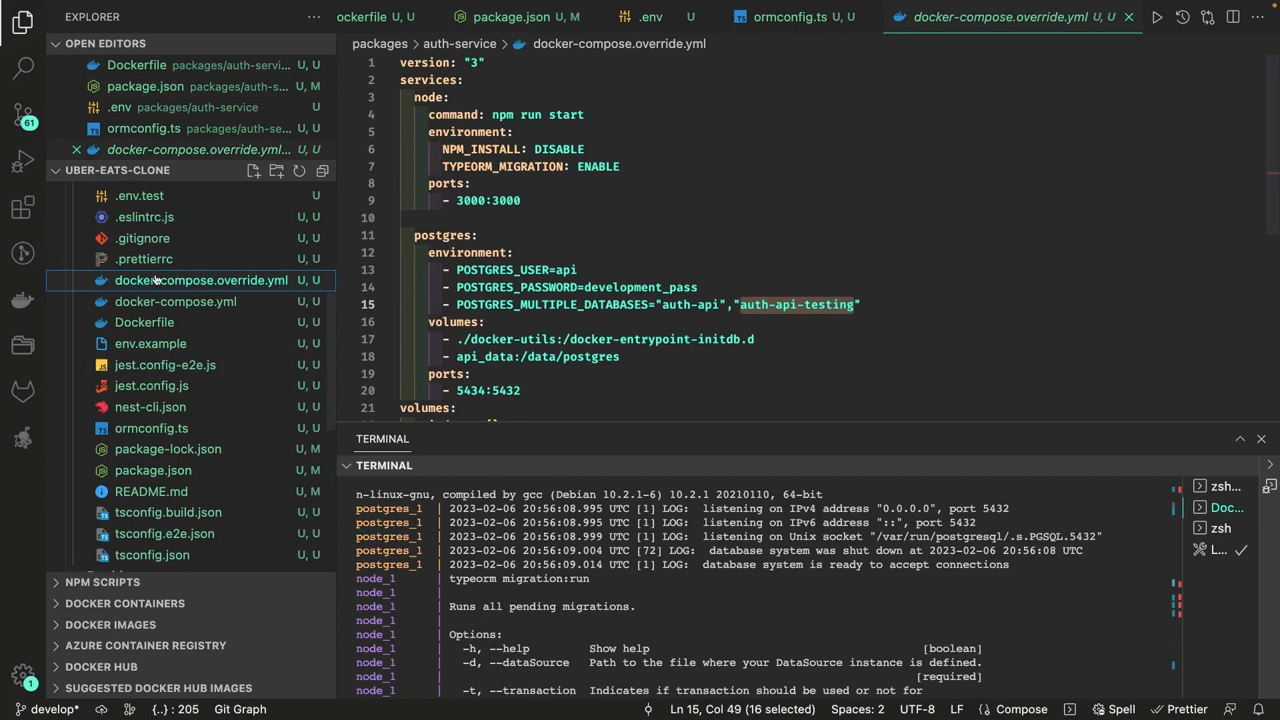 EXPLORER
OPEN EDITORS
Dockerfile packages/auth-servi... U, U
package.json packages/auth-s... U, M
.env packages/auth-service U
ormconfig.ts packages/auth-se... U, U
docker-compose.override.yml... U, U
UBER-EATS-CLONE
.env.test U
.eslintrc.js U, U
.gitignore U, U
.prettierrc U, U
docker-compose.override.yml U, U
docker-compose.yml U, U
Dockerfile U, U
env.example U, U
jest.config-e2e.js U, U
jest.config.js U, U
nest-cli.json U, U
ormconfig.ts U, U
package-lock.json U, M
package.json U, M
README.md U, U
tsconfig.build.json U, U
tsconfig.e2e.json U, U
tsconfig.json U, U
NPM SCRIPTS
DOCKER CONTAINERS
DOCKER IMAGES
AZURE CONTAINER REGISTRY
DOCKER HUB
SUGGESTED DOCKER HUB IMAGES
61
1
ockerfile U, U
package.json U, M
.env U
ormconfig.ts U, U
docker-compose.override.yml U, U
packages > auth-service > docker-compose.override.yml
1 version: "3"
2 services:
3 node:
4 command: npm run start
5 environment:
6 NPM_INSTALL: DISABLE
7 TYPEORM_MIGRATION: ENABLE
8 ports:
9 - 3000:3000
10
11 postgres:
12 environment:
13 - POSTGRES_USER=api
14 - POSTGRES_PASSWORD=development_pass
15 - POSTGRES_MULTIPLE_DATABASES="auth-api","auth-api-testing"
16 volumes:
17 - ./docker-utils:/docker-entrypoint-initdb.d
18 - api_data:/data/postgres
19 ports:
20 - 5434:5432
21 volumes:
TERMINAL
TERMINAL
n-linux-gnu, compiled by gcc (Debian 10.2.1-6) 10.2.1 20210110, 64-bit
postgres_1 | 2023-02-06 20:56:08.995 UTC [1] LOG: listening on IPv4 address "0.0.0.0", port 5432
postgres_1 | 2023-02-06 20:56:08.995 UTC [1] LOG: listening on IPv6 address "::", port 5432
postgres_1 | 2023-02-06 20:56:08.999 UTC [1] LOG: listening on Unix socket "/var/run/postgresql/.s.PGSQL.5432"
postgres_1 | 2023-02-06 20:56:09.004 UTC [72] LOG: database system was shut down at 2023-02-06 20:56:08 UTC
postgres_1 | 2023-02-06 20:56:09.014 UTC [1] LOG: database system is ready to accept connections
node_1 | typeorm migration:run
node_1 |
node_1 | Runs all pending migrations.
node_1 |
node_1 | Options:
node_1 | -h, --help Show help [boolean]
node_1 | -d, --dataSource Path to the file where your DataSource instance is defined.
node_1 | [required]
node_1 | -t, --transaction Indicates if transaction should be used or not for
zsh...
Doc...
zsh
L...
develop*
{..} : 205
Git Graph
Ln 15, Col 49 (16 selected)
Spaces: 2
UTF-8
LF
Compose
Spell
Prettier